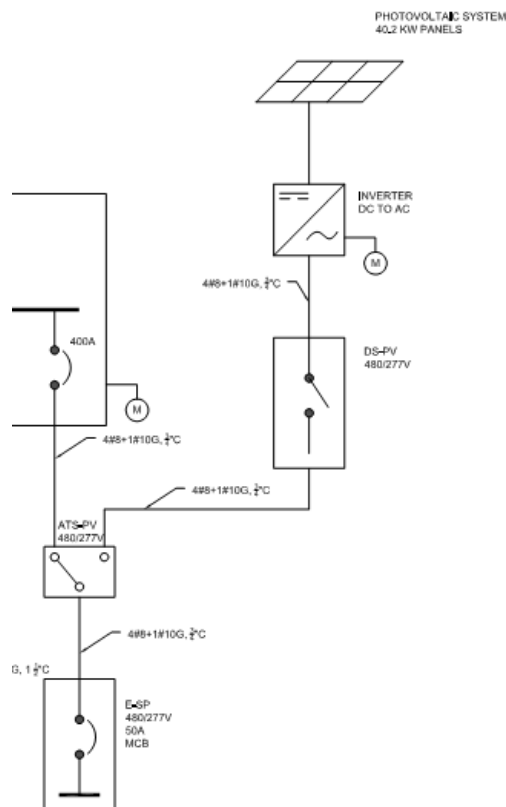 PHOTOVOLTAIC SYSTEM
40.2 KW PANELS
INVERTER
DC TO AC
M
4#8+1#10G, ¾"C
DS-PV
480/277V
400A
M
4#8+1#10G, ¾"C
4#8+1#10G, ¾"C
ATS-PV
480/277V
4#8+1#10G, ¾"C
G, 1 ½"C
E-SP
480/277V
50A
MCB